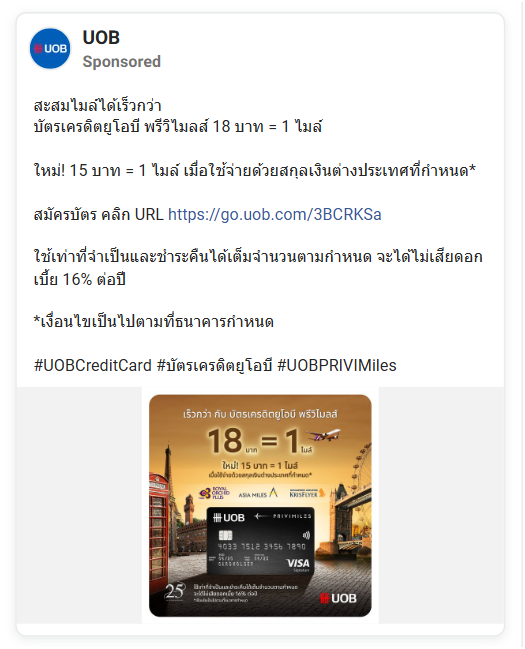 UOB
UOB
Sponsored
สะสมไมล์ได้เร็วกว่า
บัตรเครดิตยูโอบี พรีวิไมลส์ 18 บาท = 1 ไมล์
ใหม่! 15 บาท = 1 ไมล์ เมื่อใช้จ่ายด้วยสกุลเงินต่างประเทศที่กำหนด*
สมัครบัตร คลิก URL https://go.uob.com/3BCRKSa
ใช้เท่าที่จำเป็นและชำระคืนได้เต็มจำนวนตามกำหนด จะได้ไม่เสียดอก
เบี้ย 16% ต่อปี
*เงื่อนไขเป็นไปตามที่ธนาคารกำหนด
#UOBCreditCard #บัตรเครดิตยูโอบี #UOBPRIVIMiles
เร็วกว่า กับ บัตรเครดิตยูโอบี พรีวิไมลส์
18 บาท = 1 ไมล์
ใหม่! 15 บาท = 1 ไมล์
เมื่อใช้จ่ายด้วยสกุลเงินต่างประเทศที่กำหนด*
ROYAL ORCHID PLUS ASIA MILES KRISFLYER
UOB PRIVIMILES
4033 7512 3456 7890
CARDHOLDER
VISA
Signature
25
ใช้เท่าที่จำเป็นและชำระคืนได้เต็มจำนวนตามกำหนด
จะได้ไม่เสียดอกเบี้ย 16% ต่อปี
*เงื่อนไขเป็นไปตามที่ธนาคารกำหนด
UOB